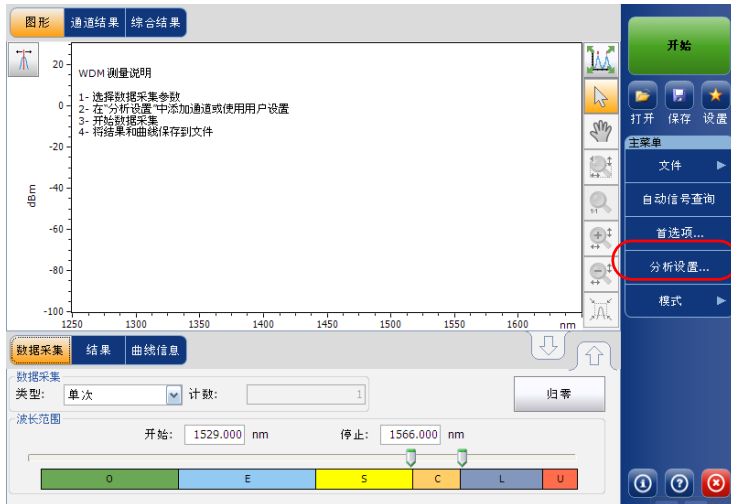 图形 通道结果 综合结果
WDM 测量说明
1- 选择数据采集参数
2- 在“分析设置”中添加通道或使用用户设置
3- 开始数据采集
4- 将结果和曲线保存到文件
20
0
-20
-40
-60
-80
-100
dBm
1250 1300 1350 1400 1450 1500 1550 1600 nm
1:1
数据采集 结果 曲线信息
数据采集
类型: 单次 计数: 1
归零
波长范围
开始: 1529.000 nm 停止: 1566.000 nm
O E S C L U
开始
打开 保存 设置
主菜单
文件
自动信号查询
首选项...
分析设置...
模式